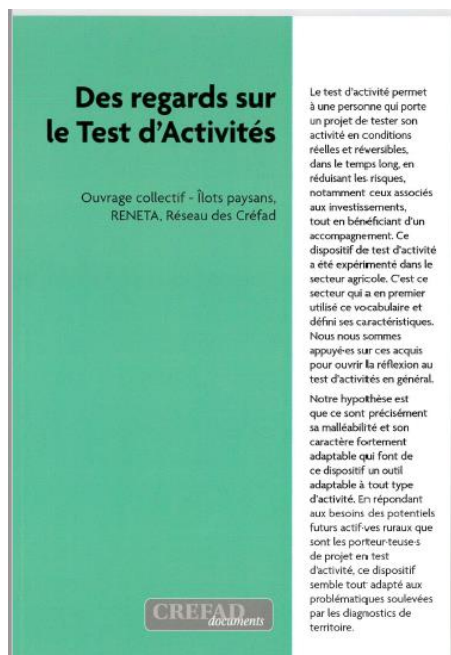 Des regards sur
le Test d'Activités
Ouvrage collectif - Îlots paysans,
RENETA, Réseau des Créfad
CREFAD
documents
Le test d'activité permet
à une personne qui porte
un projet de tester son
activité en conditions
réelles et réversibles,
dans le temps long, en
réduisant les risques,
notamment ceux associés
aux investissements,
tout en bénéficiant d'un
accompagnement. Ce
dispositif de test d'activité
a été expérimenté dans le
secteur agricole. C'est ce
secteur qui a en premier
utilisé ce vocabulaire et
défini ses caractéristiques.
Nous nous sommes
appuyé·es sur ces acquis
pour ouvrir la réflexion au
test d'activités en général.
Notre hypothèse est
que ce sont précisément
sa malléabilité et son
caractère fortement
adaptable qui font de
ce dispositif un outil
adaptable à tout type
d'activité. En répondant
aux besoins des potentiels
futurs actif·ves ruraux que
sont les porteur·teuse·s
de projet en test
d'activité, ce dispositif
semble tout adapté aux
problématiques soulevées
par les diagnostics de
territoire.